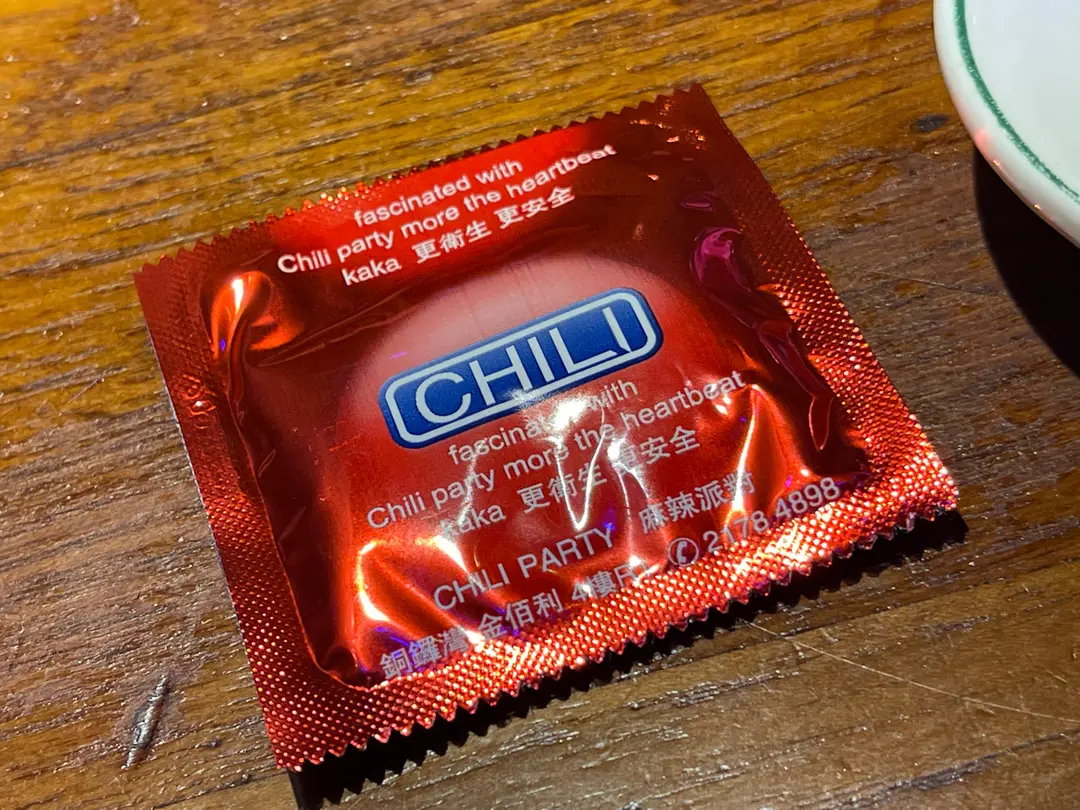 fascinated with
Chili party more the heartbeat
kaka 更衛生 更安全
CHILI
fascinated with
Chili party more the heartbeat
kaka 更衛生 更安全
CHILI PARTY 麻辣派對
銅鑼灣 金佰利 4樓 2178 4898